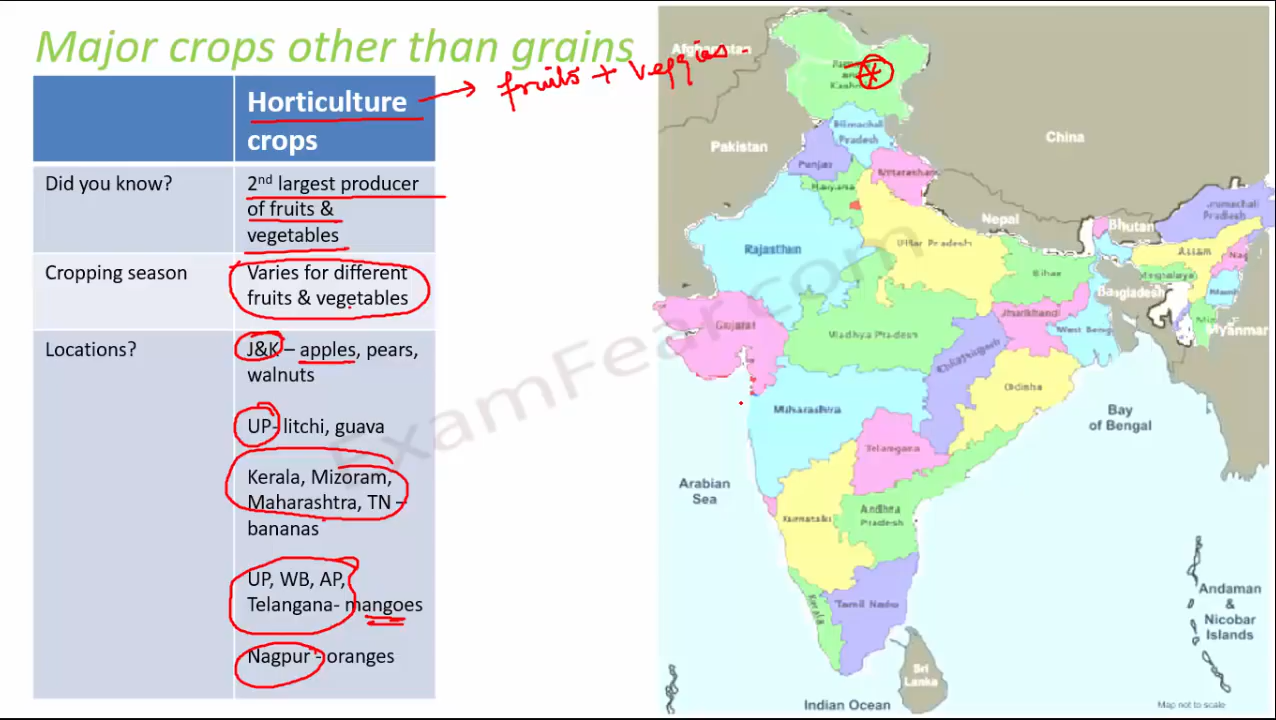 Major crops other than grains
fruits + Veggies
Horticulture
crops
Did you know?
2nd largest producer
of fruits &
vegetables
Cropping season
Varies for different
fruits & vegetables
Locations?
J&K – apples, pears,
walnuts
UP- litchi, guava
Kerala, Mizoram,
Maharashtra, TN –
bananas
UP, WB, AP,
Telangana- mangoes
Nagpur - oranges
ExamFear.com
Afghanistan
China
Pakistan
Himachal
Pradesh
Punjab
Haryana
Nepal
Bhutan
Pradesh
Rajasthan
Uttar Pradesh
Assam
Bihar
Meghalaya
Bangladesh
Gujarat
Madhya Pradesh
Jharkhand
West Beng
Myanmar
Chhattisgarh
Odisha
Maharashtra
Bay
of Bengal
Telangana
Arabian
Sea
Karnataka
Andhra
Pradesh
Andaman
&
Nicobar
Islands
Kerala
Tamil Nadu
Sri
Lanka
Indian Ocean
Map not to scale